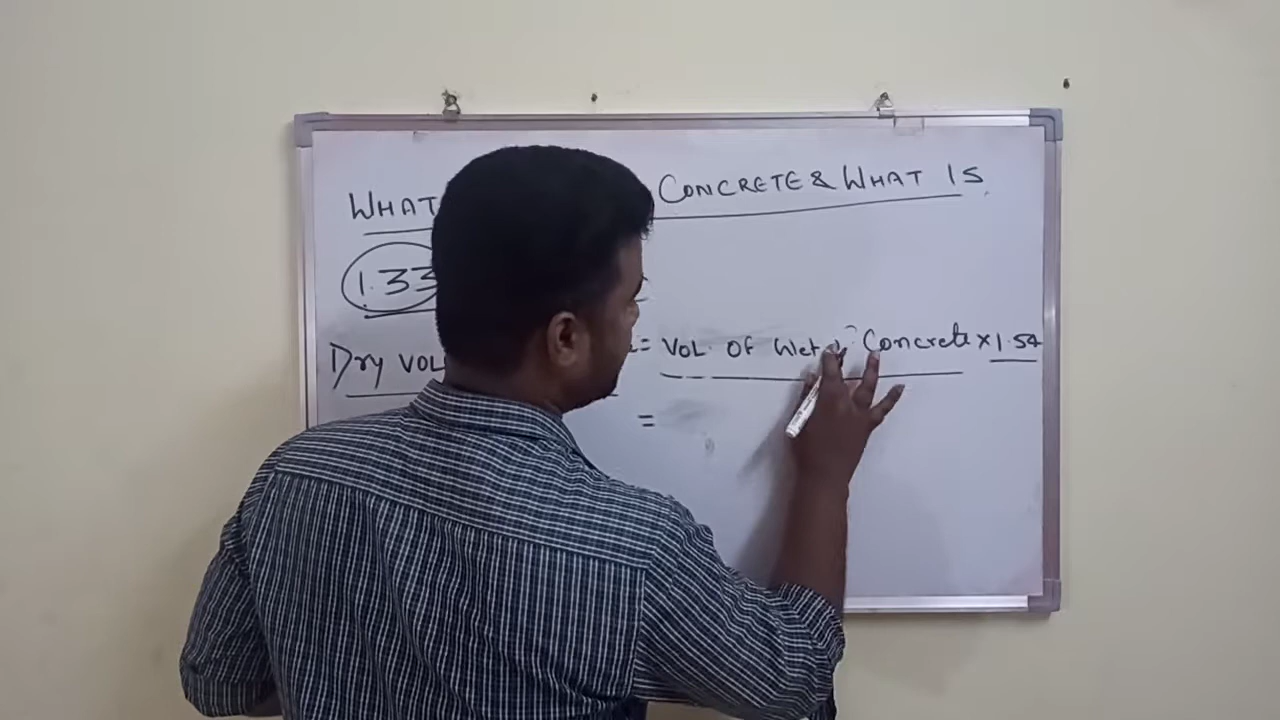 WHAT CONCRETE & WHAT IS
1.33
Dry VOL = VOL. OF Wet Concrete × 1.54
=